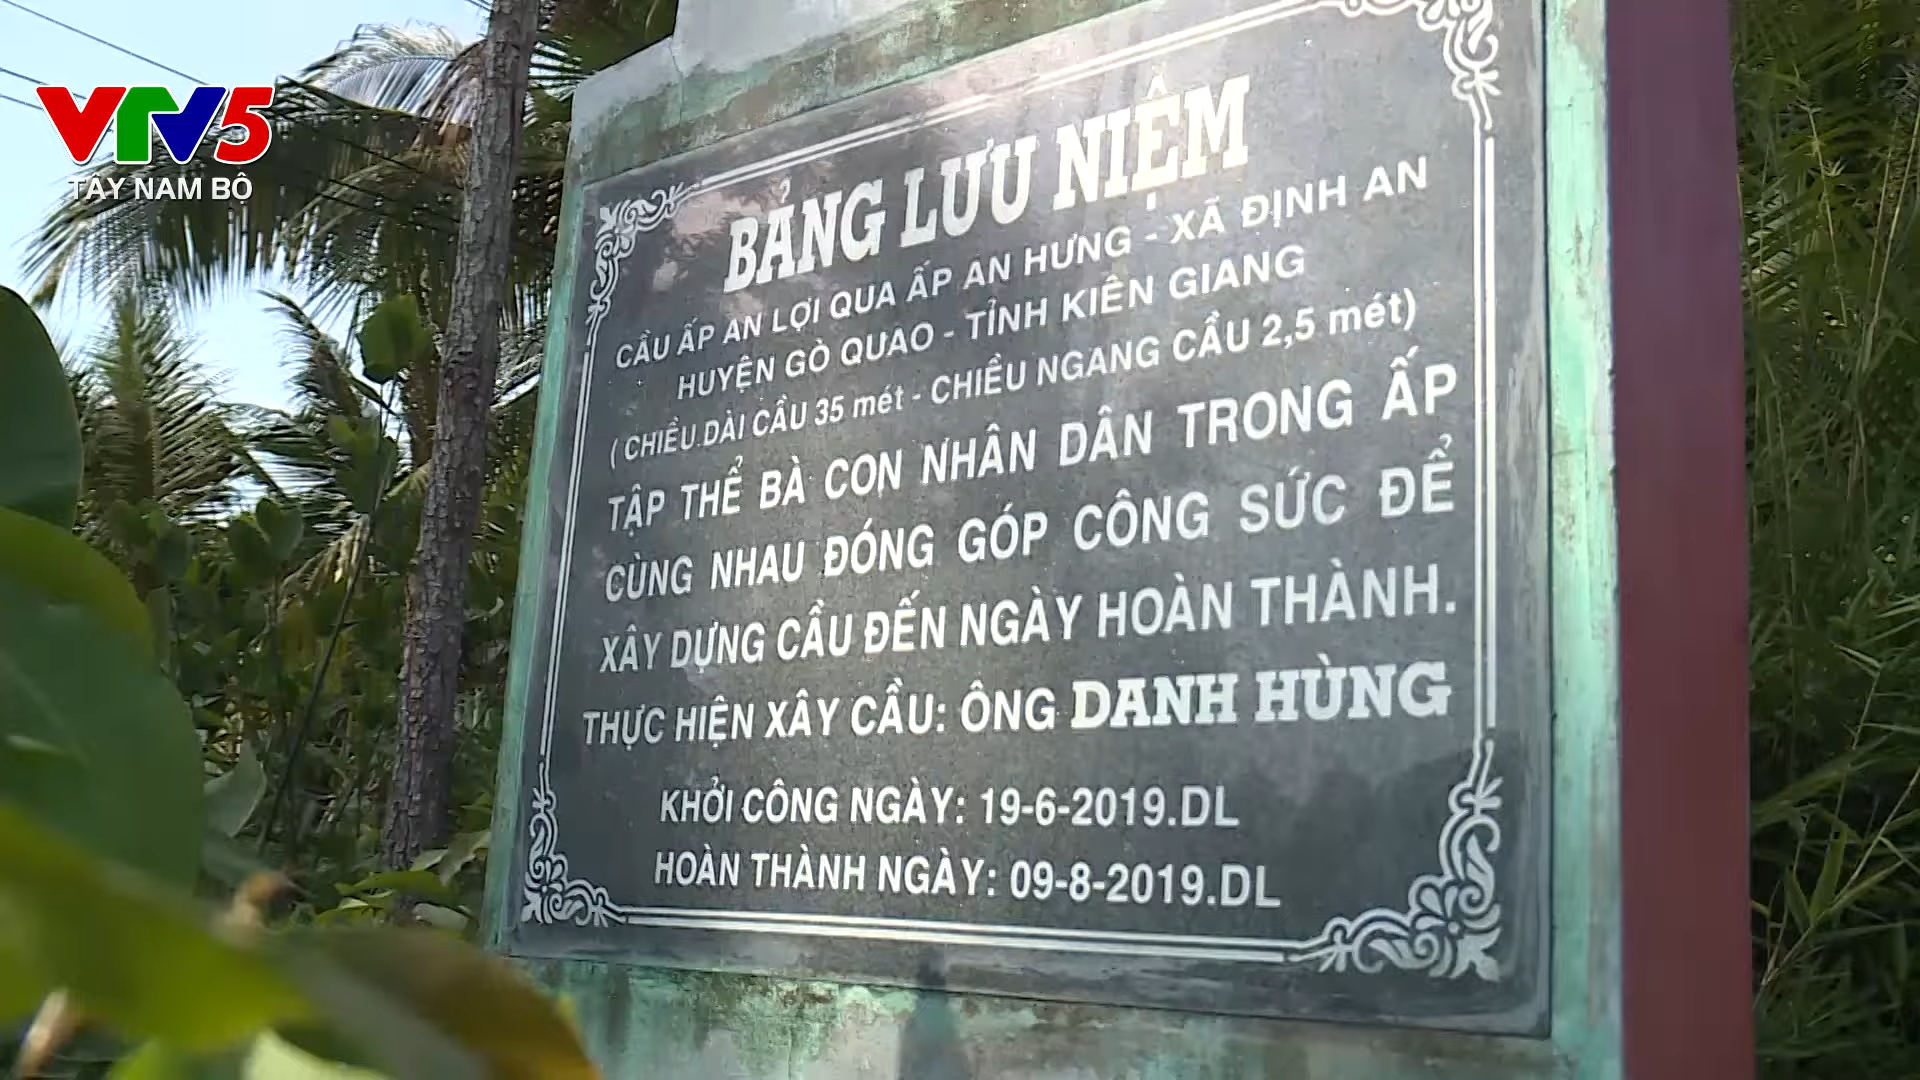 VTV5
TÂY NAM BỘ
BẢNG LƯU NIỆM
CẦU ẤP AN LỢI QUA ẤP AN HƯNG - XÃ ĐỊNH AN
HUYỆN GÒ QUAO - TỈNH KIÊN GIANG
( CHIỀU DÀI CẦU 35 mét - CHIỀU NGANG CẦU 2,5 mét)
TẬP THỂ BÀ CON NHÂN DÂN TRONG ẤP
CÙNG NHAU ĐÓNG GÓP CÔNG SỨC ĐỂ
XÂY DỰNG CẦU ĐẾN NGÀY HOÀN THÀNH.
THỰC HIỆN XÂY CẦU: ÔNG DANH HÙNG
KHỞI CÔNG NGÀY: 19-6-2019.DL
HOÀN THÀNH NGÀY: 09-8-2019.DL